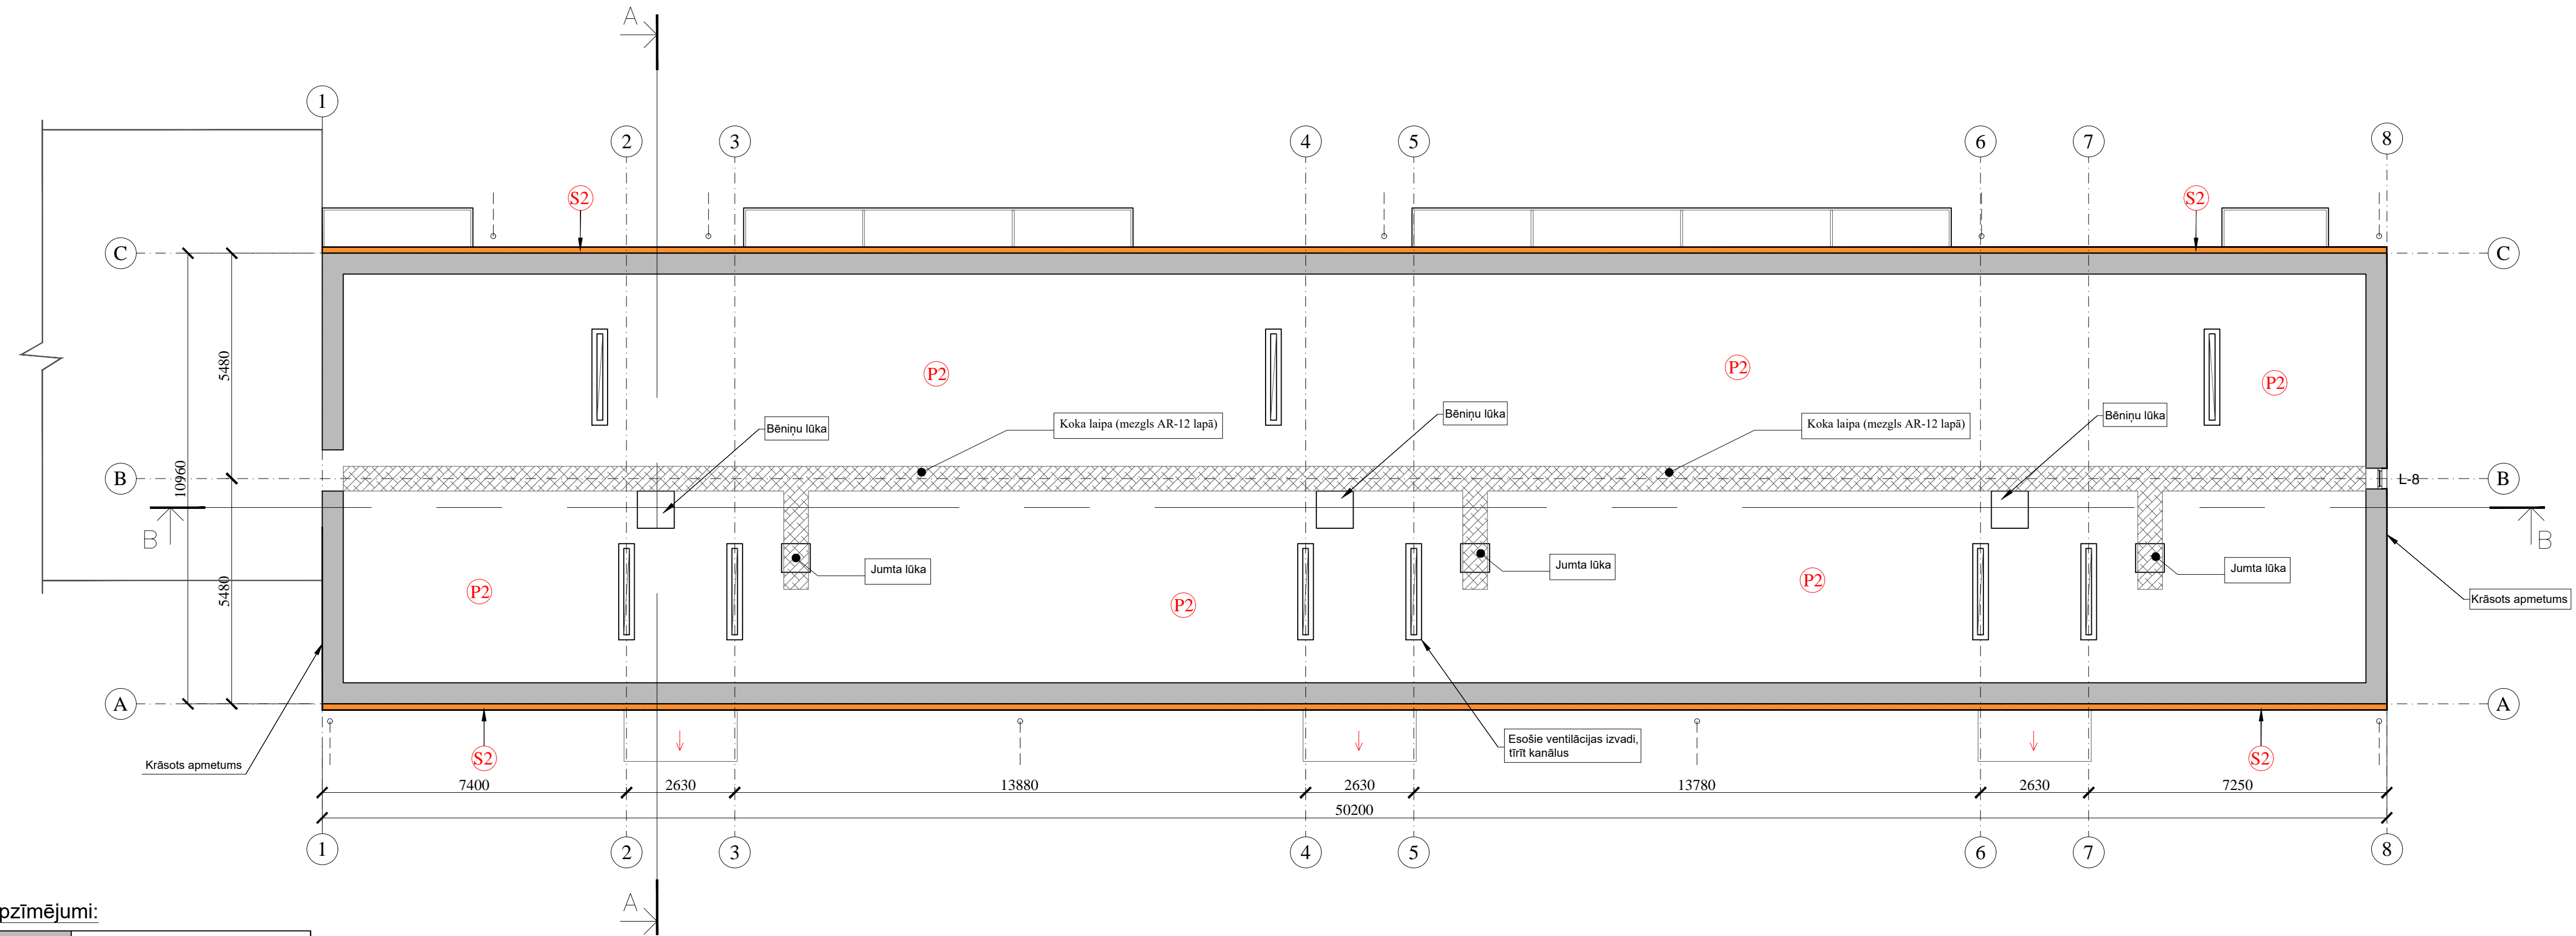 A
1
2
3
4
5
6
7
8
S2
S2
C
C
5480
10960
5480
P2
P2
P2
Bēniņu lūka
Koka laipa (mezgls AR-12 lapā)
Bēniņu lūka
Koka laipa (mezgls AR-12 lapā)
Bēniņu lūka
B
B
L-8
B
B
Jumta lūka
Jumta lūka
Jumta lūka
P2
P2
P2
Krāsots apmetums
A
A
Krāsots apmetums
S2
S2
Esošie ventilācijas izvadi,
tīrīt kanālus
7400
2630
13880
2630
13780
2630
7250
50200
1
2
3
4
5
6
7
8
A
pzīmējumi: